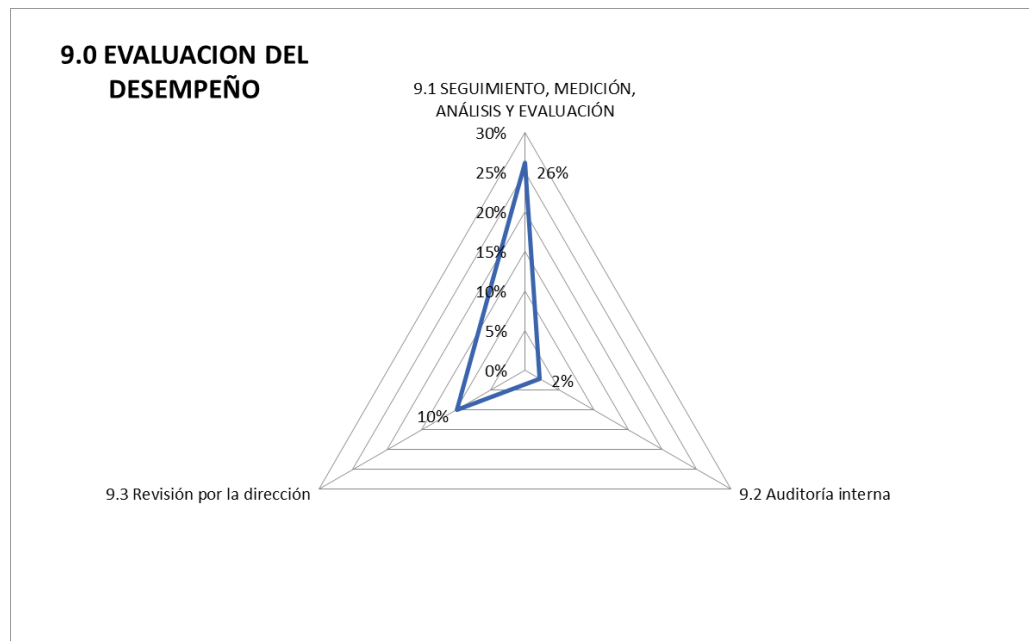 9.0 EVALUACION DEL
DESEMPEÑO
9.1 SEGUIMIENTO, MEDICIÓN,
ANÁLISIS Y EVALUACIÓN
30%
25%
26%
20%
15%
10%
5%
0%
2%
10%
9.3 Revisión por la dirección
9.2 Auditoría interna